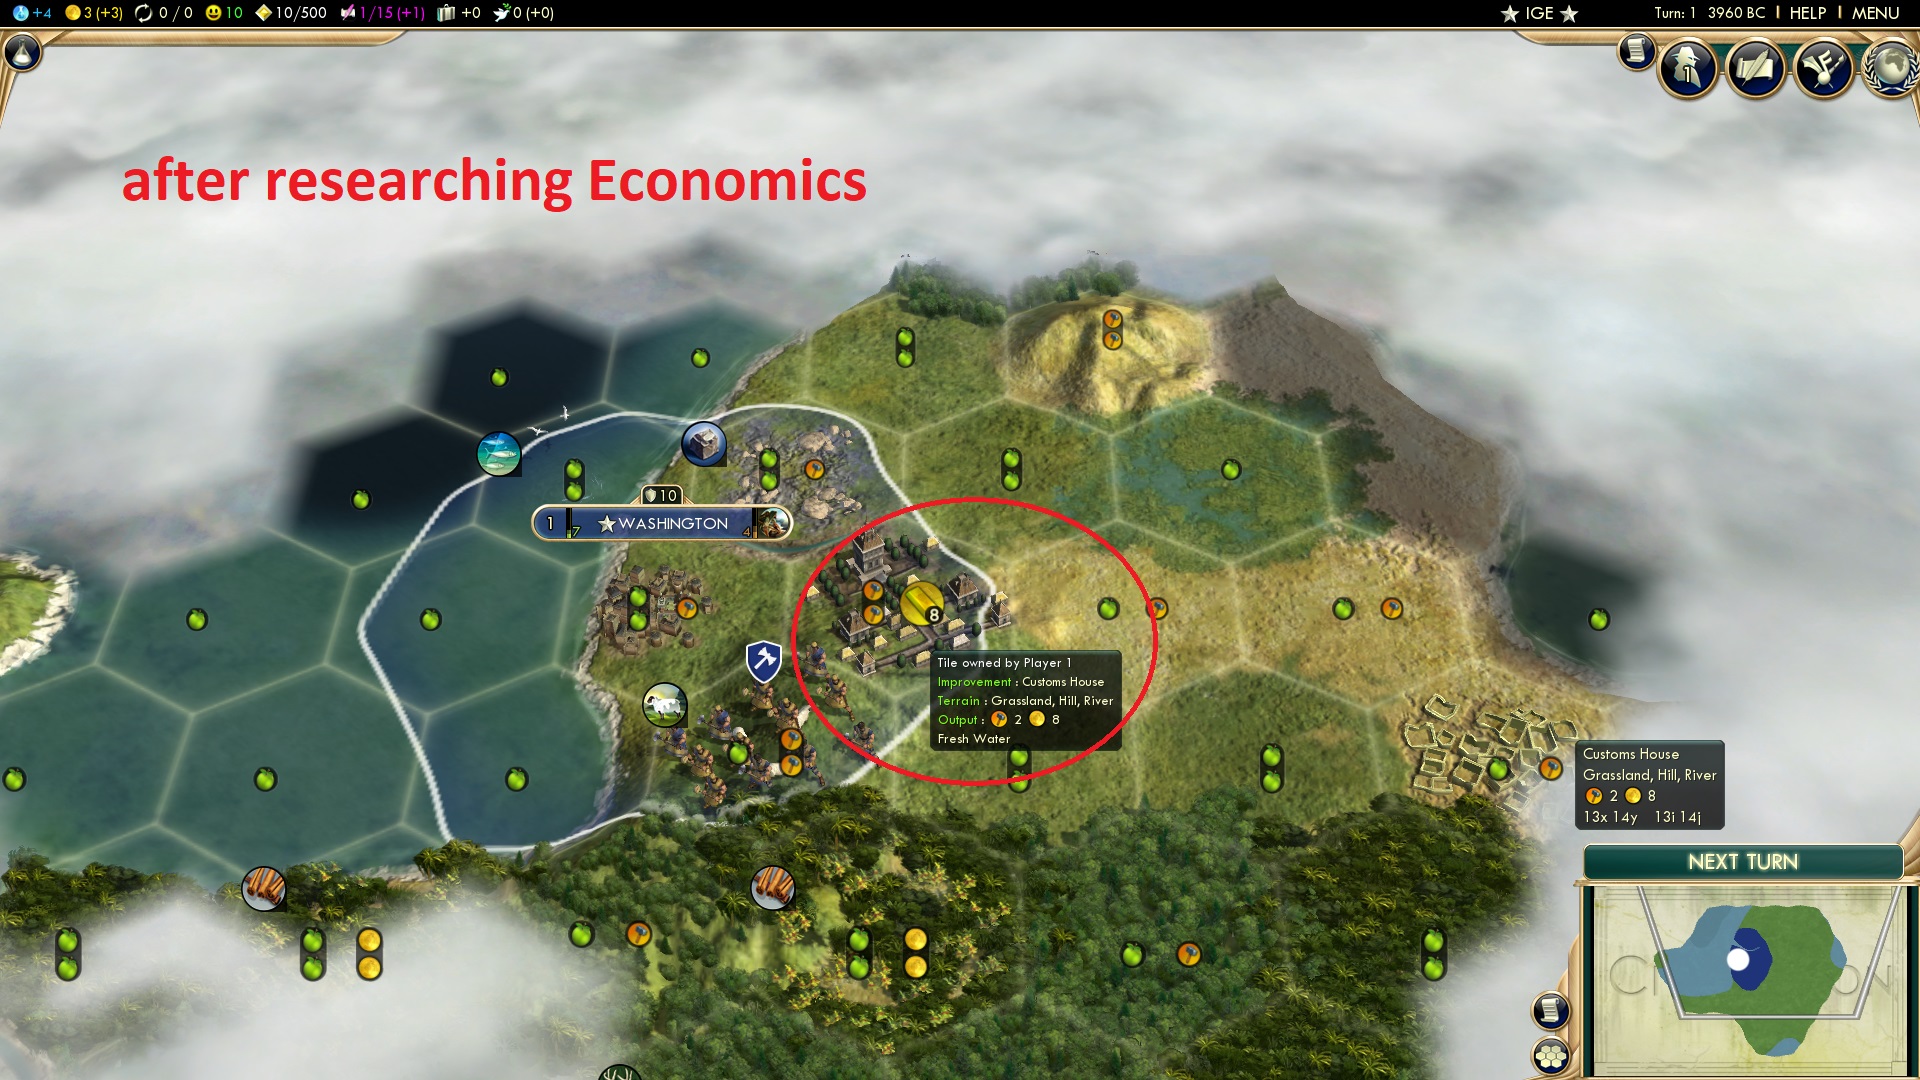 +4 3 (+3) 0 / 0 10 10/500 1/15 (+1) +0 0 (+0) IGE Turn: 1 3960 BC HELP MENU
1
after researching Economics
10
1 7 WASHINGTON 4
8
Tile owned by Player 1
Improvement : Customs House
Terrain : Grassland, Hill, River
Output : 2 8
Fresh Water
Customs House
Grassland, Hill, River
2 8
13x 14y 13i 14j
NEXT TURN